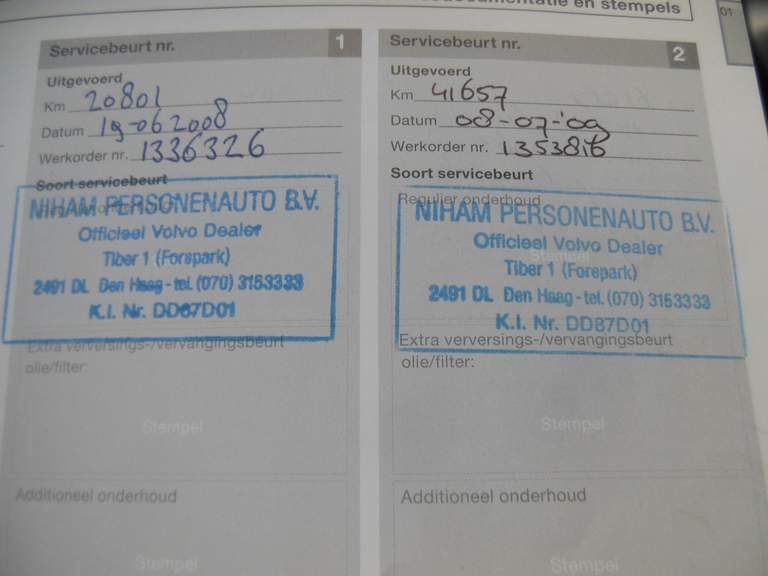 en stempels
01
Servicebeurt nr. 1
Uitgevoerd
Km 20801
Datum 19-06 2008
Werkorder nr. 1336326
Soort servicebeurt
NIHAM PERSONENAUTO B.V.
Officieel Volvo Dealer
Tiber 1 (Forepark)
2491 DL Den Haag - tel. (070) 3153333
K.I. Nr. DD87D01
Extra verversings-/vervangingsbeurt
olie/filter:
Stempel
Additioneel onderhoud
Stempel
Servicebeurt nr. 2
Uitgevoerd
Km 41657
Datum 08-07-'09
Werkorder nr. 1353816
Soort servicebeurt
Regulier onderhoud
NIHAM PERSONENAUTO B.V.
Officieel Volvo Dealer
Stempel
Tiber 1 (Forepark)
2491 DL Den Haag - tel. (070) 3153333
K.I. Nr. DD87D01
Extra verversings-/vervangingsbeurt
olie/filter:
Stempel
Additioneel onderhoud
Stempel